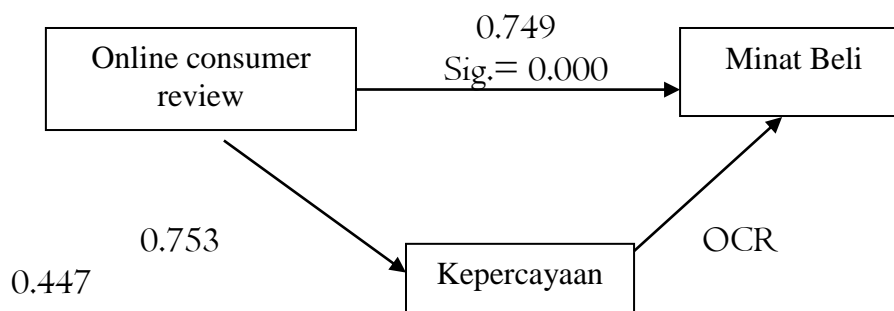 0.749
Sig.= 0.000
Online consumer
review
Minat Beli
0.753
OCR
0.447
Kepercayaan